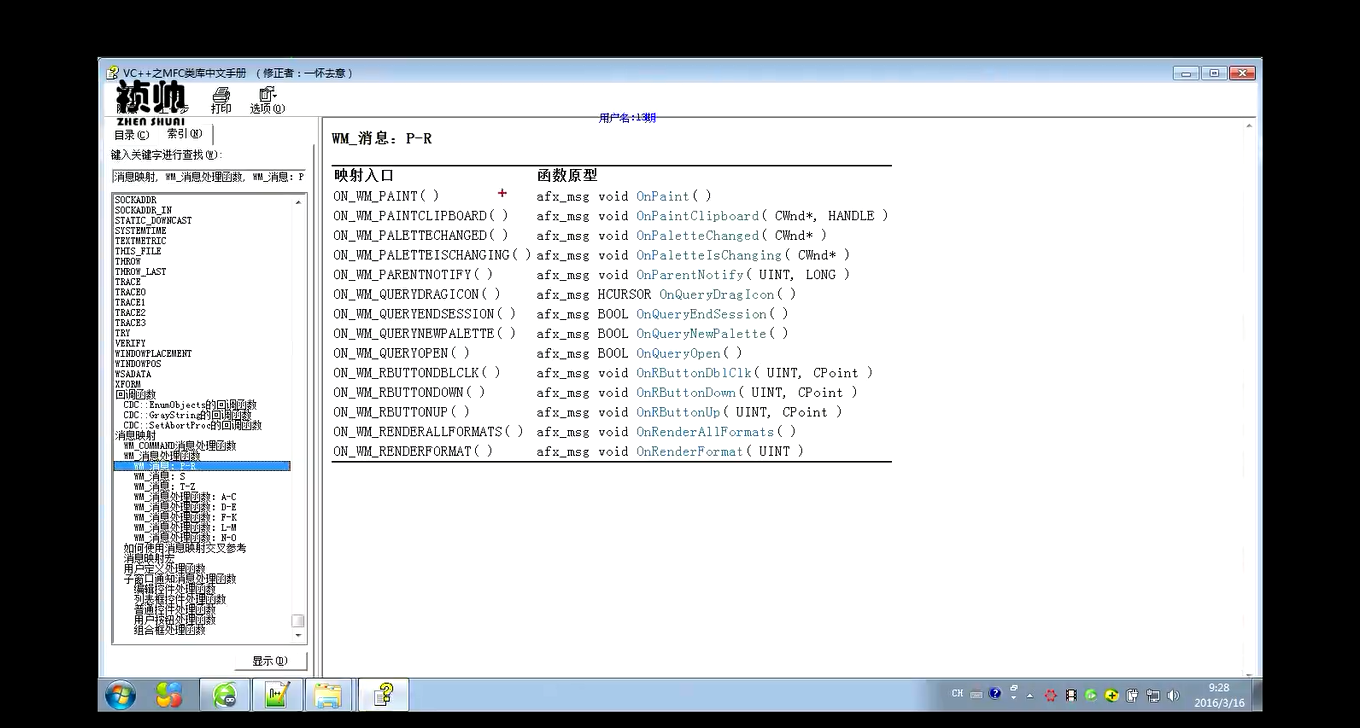 VC++之MFC类库中文手册 （修正者：一怀去意）
祯帅
ZHEN SHUAI
打印
选项(O)
用户名:13期
目录(C)
索引(N)
键入关键字进行查找(W):
消息映射, WM_消息处理函数, WM_消息: P
SOCKADDR
SOCKADDR_IN
STATIC_DOWNCAST
SYSTEMTIME
TEXTMETRIC
THIS_FILE
THROW
THROW_LAST
TRACE
TRACE0
TRACE1
TRACE2
TRACE3
TRY
VERIFY
WINDOWPLACEMENT
WINDOWPOS
WSADATA
XFORM
回调函数
CDC::EnumObjects的回调函数
CDC::GrayString的回调函数
CDC::SetAbortProc的回调函数
消息映射
WM_COMMAND消息处理函数
WM_消息处理函数
WM_消息: P-R
WM_消息: S
WM_消息: T-Z
WM_消息处理函数: A-C
WM_消息处理函数: D-E
WM_消息处理函数: F-K
WM_消息处理函数: L-M
WM_消息处理函数: N-O
如何使用消息映射交叉参考
消息映射宏
用户定义处理函数
子窗口通知消息处理函数
编辑控件处理函数
列表框控件处理函数
普通控件处理函数
用户按钮处理函数
组合框处理函数
显示(D)
WM_消息: P-R
映射入口 函数原型
ON_WM_PAINT( ) afx_msg void OnPaint( )
ON_WM_PAINTCLIPBOARD( ) afx_msg void OnPaintClipboard( CWnd*, HANDLE )
ON_WM_PALETTECHANGED( ) afx_msg void OnPaletteChanged( CWnd* )
ON_WM_PALETTEISCHANGING( ) afx_msg void OnPaletteIsChanging( CWnd* )
ON_WM_PARENTNOTIFY( ) afx_msg void OnParentNotify( UINT, LONG )
ON_WM_QUERYDRAGICON( ) afx_msg HCURSOR OnQueryDragIcon( )
ON_WM_QUERYENDSESSION( ) afx_msg BOOL OnQueryEndSession( )
ON_WM_QUERYNEWPALETTE( ) afx_msg BOOL OnQueryNewPalette( )
ON_WM_QUERYOPEN( ) afx_msg BOOL OnQueryOpen( )
ON_WM_RBUTTONDBLCLK( ) afx_msg void OnRButtonDblClk( UINT, CPoint )
ON_WM_RBUTTONDOWN( ) afx_msg void OnRButtonDown( UINT, CPoint )
ON_WM_RBUTTONUP( ) afx_msg void OnRButtonUp( UINT, CPoint )
ON_WM_RENDERALLFORMATS( ) afx_msg void OnRenderAllFormats( )
ON_WM_RENDERFORMAT( ) afx_msg void OnRenderFormat( UINT )
CH
9:28
2016/3/16